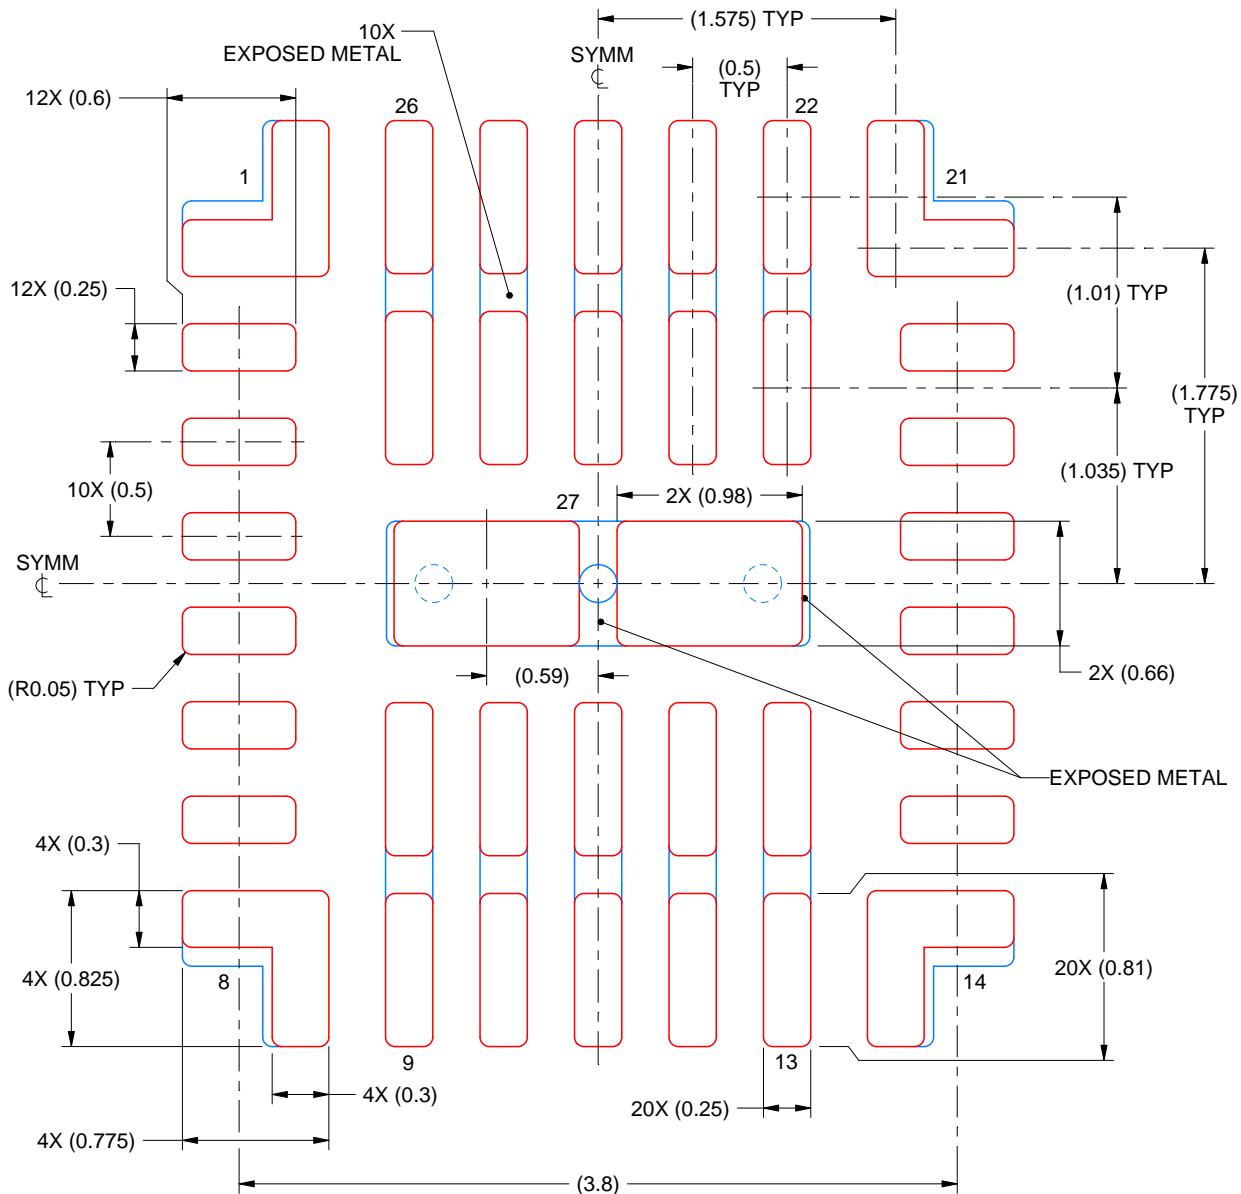 (1.575) TYP
10X
EXPOSED METAL
SYMM
℄
(0.5)
TYP
12X (0.6)
26
22
1
21
12X (0.25)
(1.01) TYP
(1.775)
TYP
(1.035) TYP
10X (0.5)
27
2X (0.98)
SYMM
℄
(0.59)
2X (0.66)
(R0.05) TYP
EXPOSED METAL
4X (0.3)
4X (0.825)
8
14
20X (0.81)
9
13
4X (0.3)
20X (0.25)
4X (0.775)
(3.8)